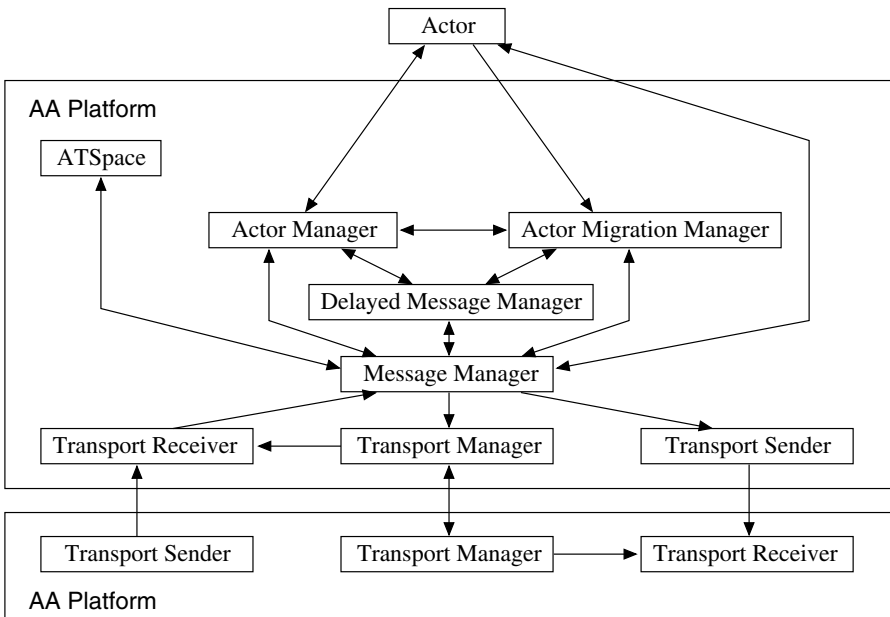 Actor
AA Platform
ATSpace
Actor Manager
Actor Migration Manager
Delayed Message Manager
Message Manager
Transport Receiver
Transport Manager
Transport Sender
Transport Sender
Transport Manager
Transport Receiver
AA Platform